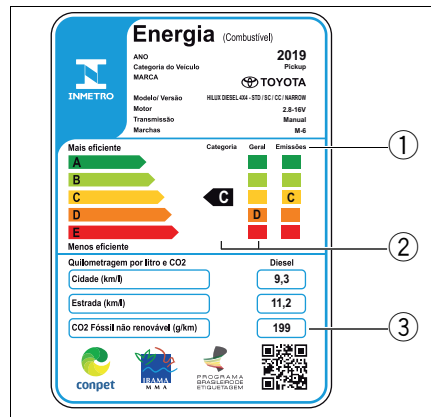 Energia (Combustível)
ANO 2019
Categoria do Veículo Pickup
MARCA TOYOTA
INMETRO
Modelo/ Versão HILUX DIESEL 4X4 - STD / SC / CC / NARROW
Motor 2.8-16V
Transmissão Manual
Marchas M-6
Mais eficiente Categoria Geral Emissões 1
A
B
C C C
D D
E
Menos eficiente 2
Quilometragem por litro e CO2 Diesel
Cidade (km/l) 9,3
Estrada (km/l) 11,2
CO2 Fóssil não renovável (g/km) 199 3
conpet
IBAMA
M M A
PROGRAMA
BRASILEIRO DE
ETIQUETAGEM